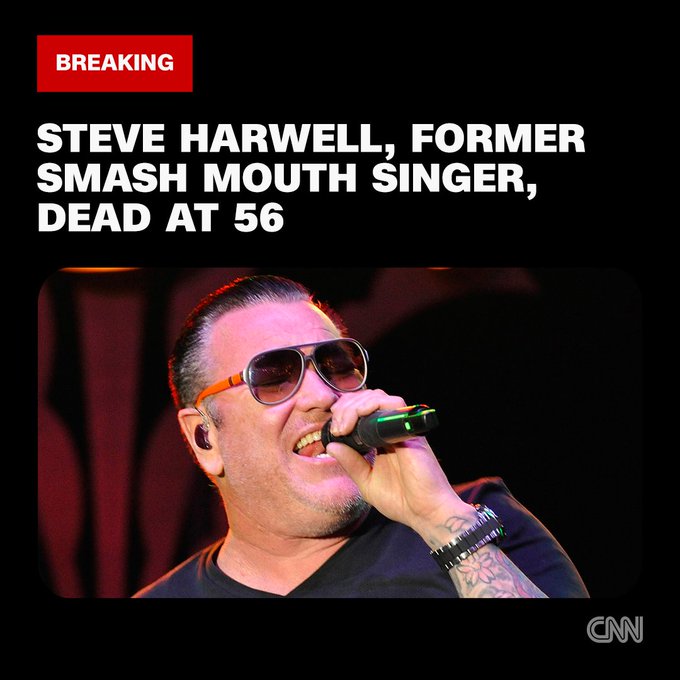 BREAKING
STEVE HARWELL, FORMER
SMASH MOUTH SINGER,
DEAD AT 56
CNN